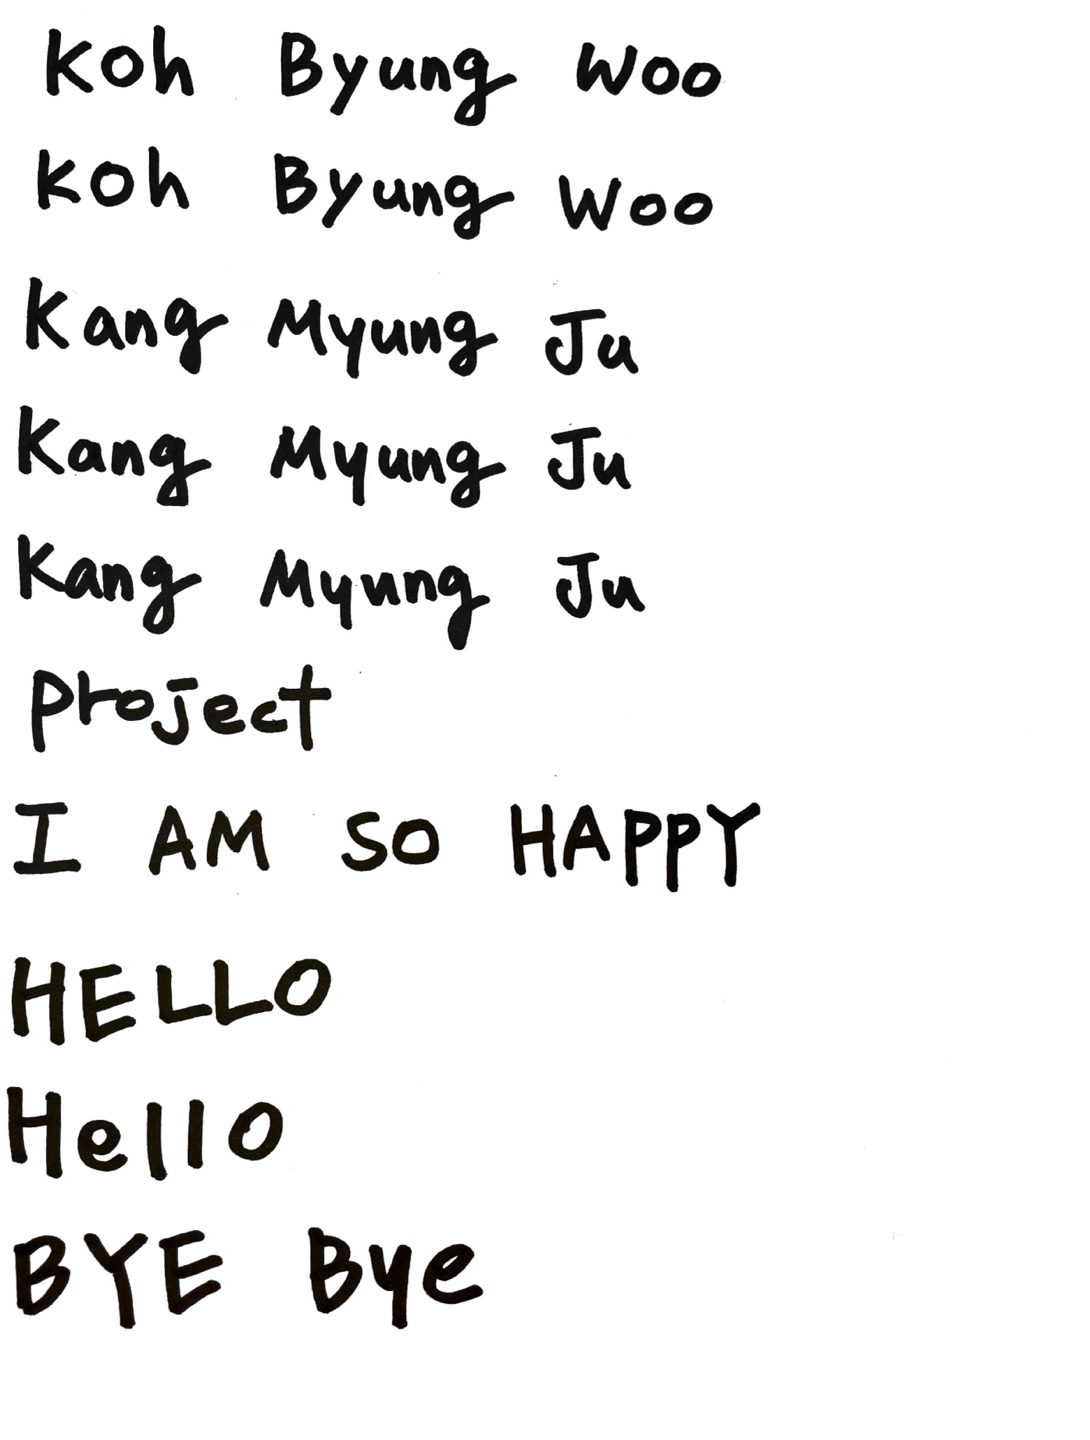 Koh Byung Woo
Koh Byung Woo
Kang Myung Ju
Kang Myung Ju
Kang Myung Ju
project
I AM SO HAPPY
HELLO
Hello
BYE Bye